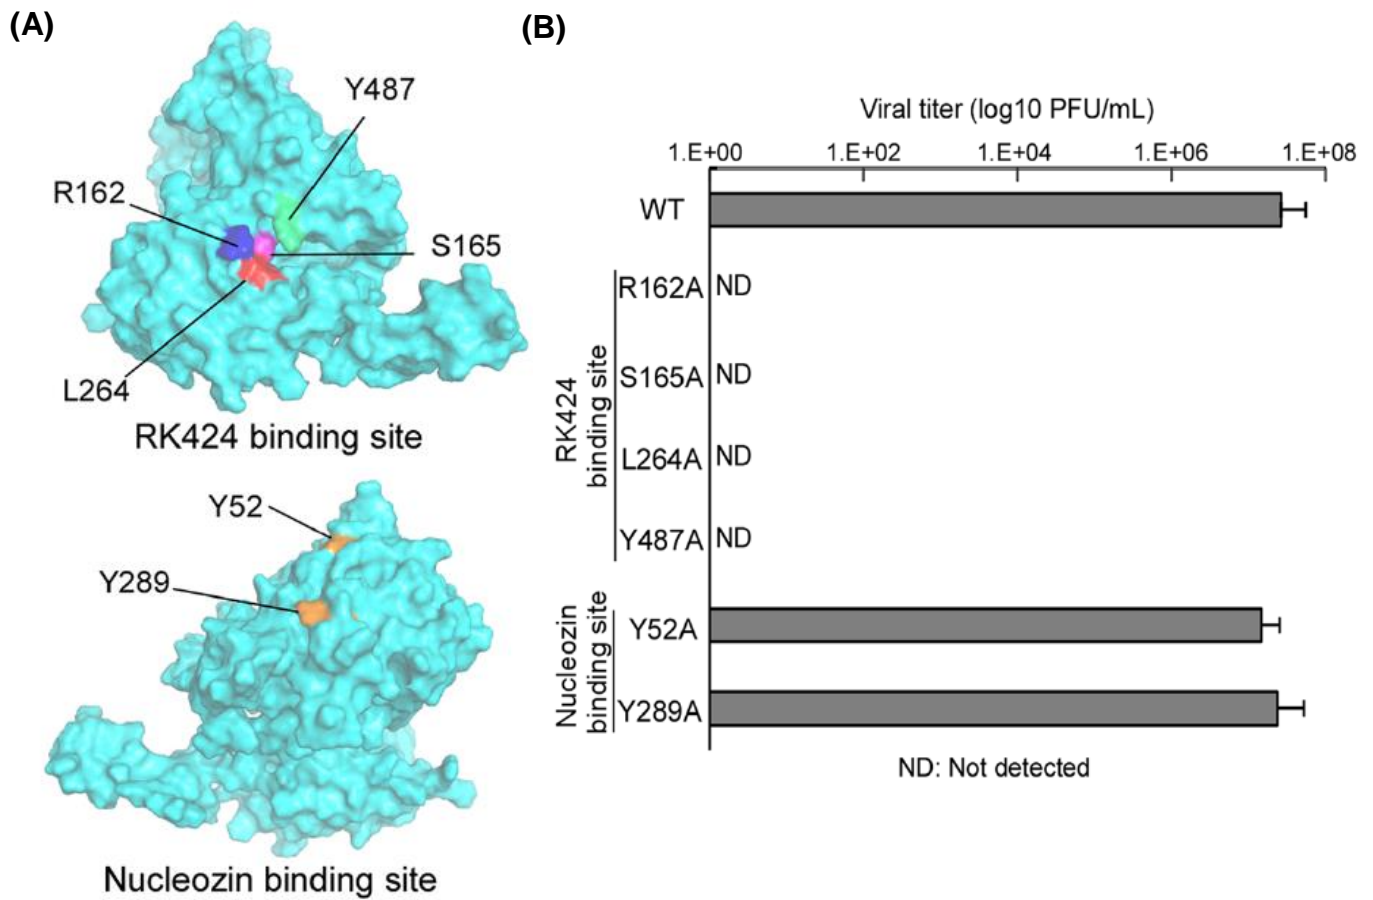 (A)
Y487
R162
S165
L264
RK424 binding site
Y52
Y289
Nucleozin binding site
(B)
Viral titer (log10 PFU/mL)
1.E+00 1.E+02 1.E+04 1.E+06 1.E+08
WT
RK424
binding site
R162A ND
S165A ND
L264A ND
Y487A ND
Nucleozin
binding site
Y52A
Y289A
ND: Not detected